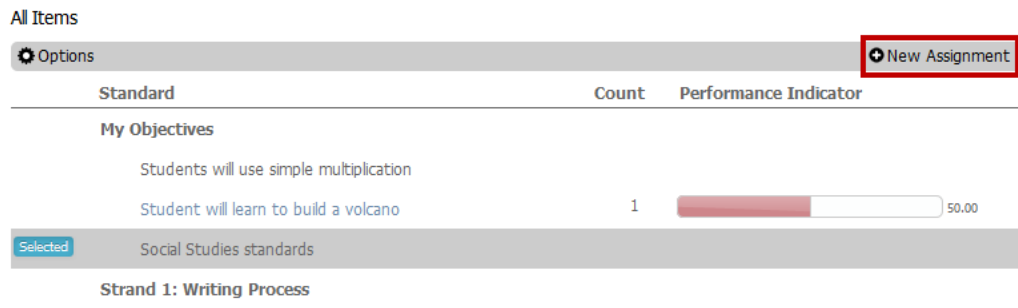 All Items
Options New Assignment
Standard Count Performance Indicator
My Objectives
Students will use simple multiplication
Student will learn to build a volcano 1 50.00
Selected Social Studies standards
Strand 1: Writing Process